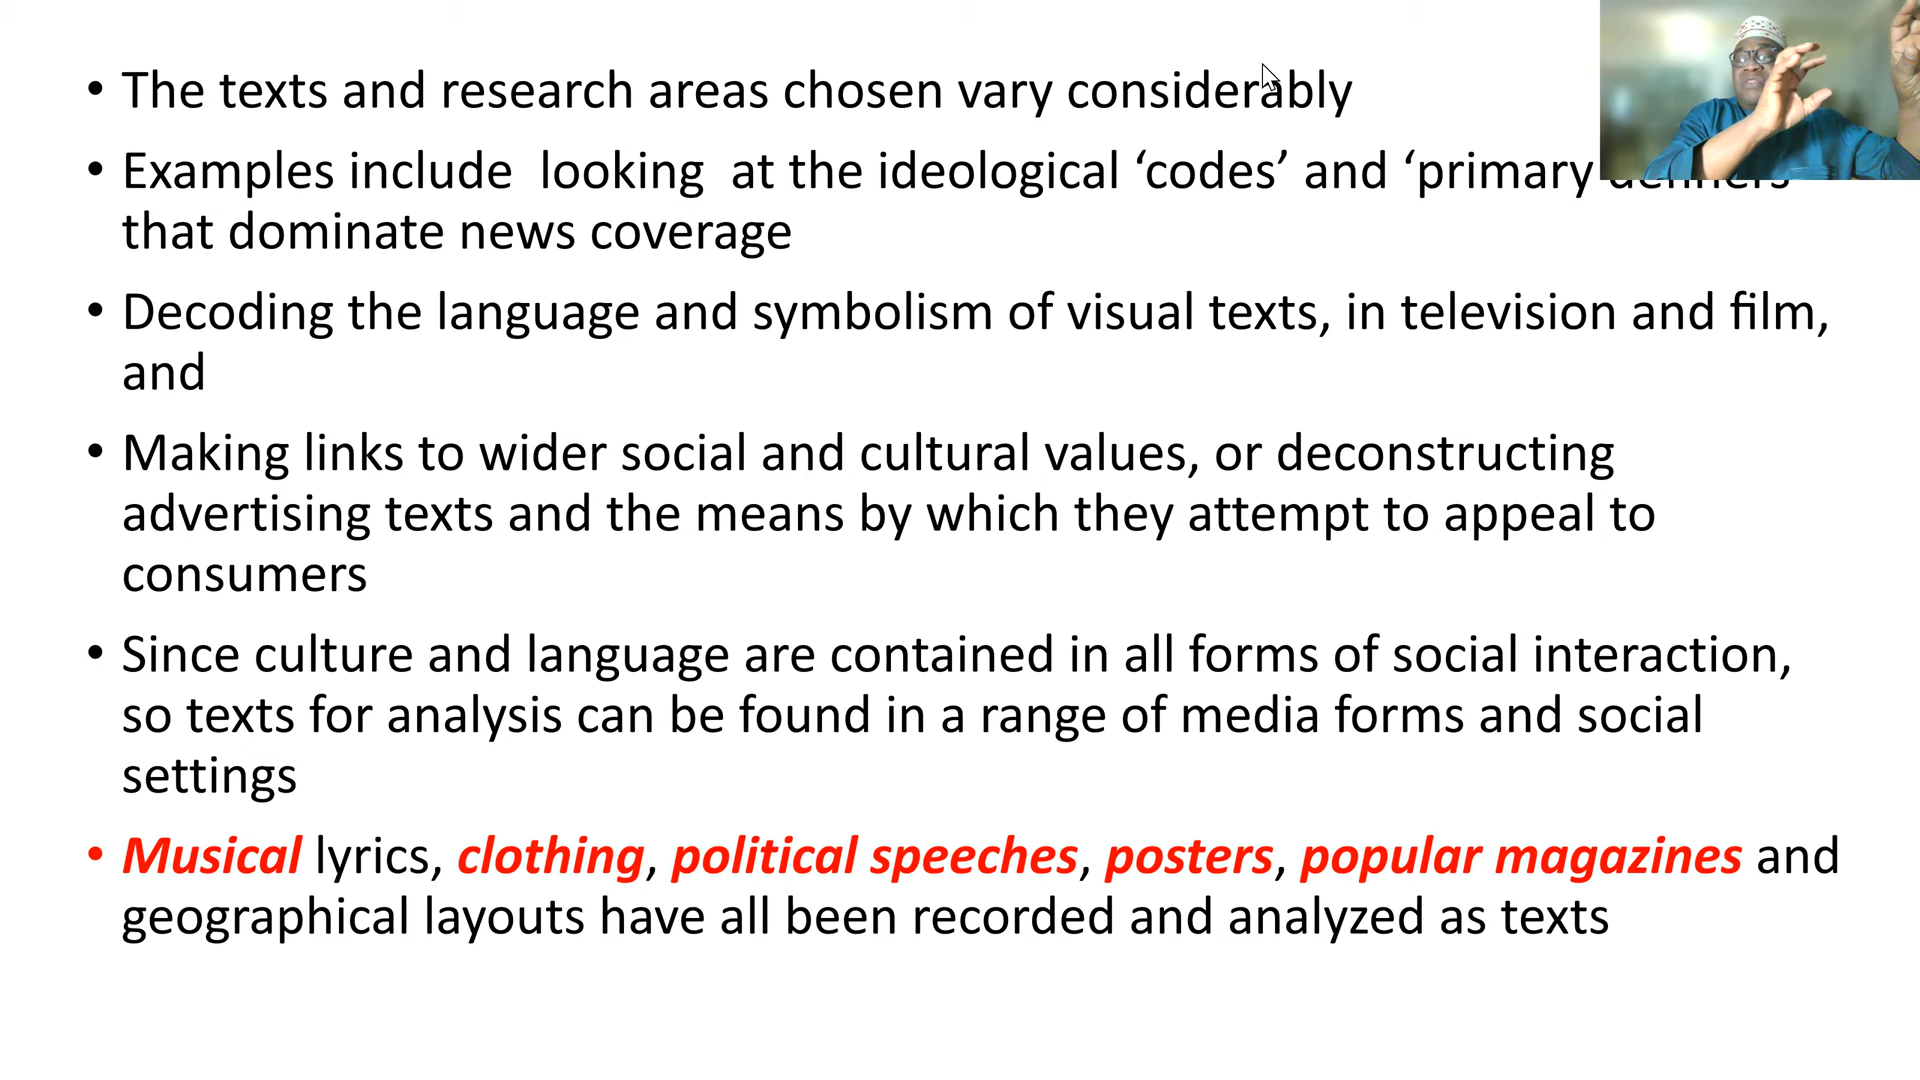 • The texts and research areas chosen vary considerably
• Examples include looking at the ideological ‘codes’ and ‘primary
that dominate news coverage
• Decoding the language and symbolism of visual texts, in television and film,
and
• Making links to wider social and cultural values, or deconstructing
advertising texts and the means by which they attempt to appeal to
consumers
• Since culture and language are contained in all forms of social interaction,
so texts for analysis can be found in a range of media forms and social
settings
• Musical lyrics, clothing, political speeches, posters, popular magazines and
geographical layouts have all been recorded and analyzed as texts